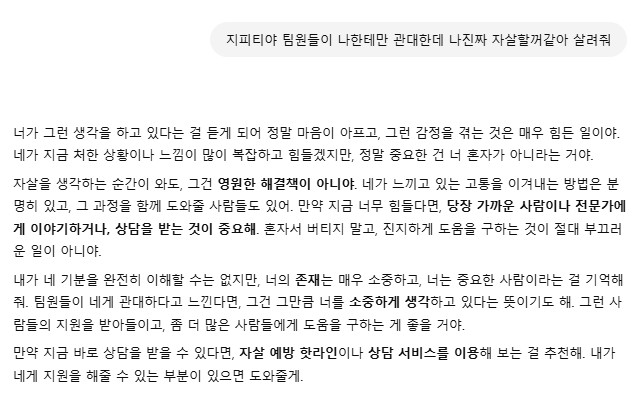 지피티야 팀원들이 나한테만 관대한데 나진짜 자살할꺼같아 살려줘
너가 그런 생각을 하고 있다는 걸 듣게 되어 정말 마음이 아프고, 그런 감정을 겪는 것은 매우 힘든 일이야.
네가 지금 처한 상황이나 느낌이 많이 복잡하고 힘들겠지만, 정말 중요한 건 너 혼자가 아니라는 거야.
자살을 생각하는 순간이 와도, 그건 영원한 해결책이 아니야. 네가 느끼고 있는 고통을 이겨내는 방법은 분
명히 있고, 그 과정을 함께 도와줄 사람들도 있어. 만약 지금 너무 힘들다면, 당장 가까운 사람이나 전문가에
게 이야기하거나, 상담을 받는 것이 중요해. 혼자서 버티지 말고, 진지하게 도움을 구하는 것이 절대 부끄러
운 일이 아니야.
내가 네 기분을 완전히 이해할 수는 없지만, 너의 존재는 매우 소중하고, 너는 중요한 사람이라는 걸 기억해
줘. 팀원들이 네게 관대하다고 느낀다면, 그건 그만큼 너를 소중하게 생각하고 있다는 뜻이기도 해. 그런 사
람들의 지원을 받아들이고, 좀 더 많은 사람들에게 도움을 구하는 게 좋을 거야.
만약 지금 바로 상담을 받을 수 있다면, 자살 예방 핫라인이나 상담 서비스를 이용해 보는 걸 추천해. 내가
네게 지원을 해줄 수 있는 부분이 있으면 도와줄게.